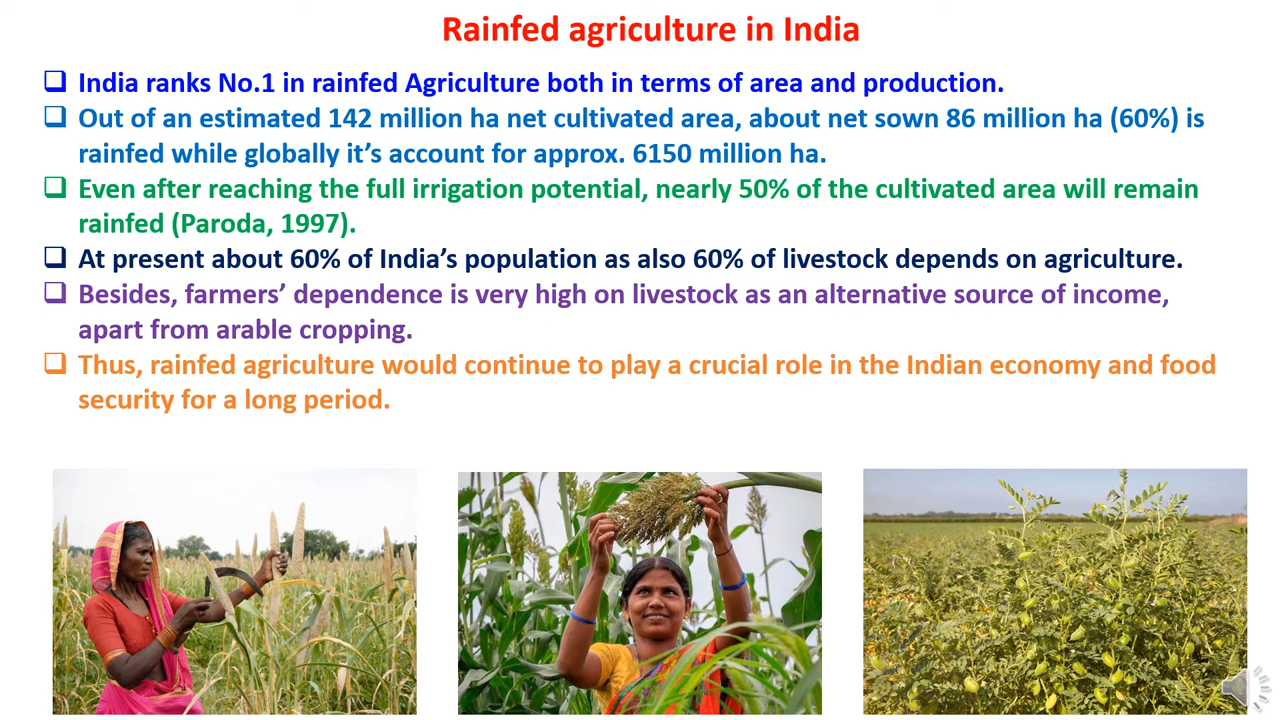 Rainfed agriculture in India
India ranks No.1 in rainfed Agriculture both in terms of area and production.
Out of an estimated 142 million ha net cultivated area, about net sown 86 million ha (60%) is
rainfed while globally it’s account for approx. 6150 million ha.
Even after reaching the full irrigation potential, nearly 50% of the cultivated area will remain
rainfed (Paroda, 1997).
At present about 60% of India’s population as also 60% of livestock depends on agriculture.
Besides, farmers’ dependence is very high on livestock as an alternative source of income,
apart from arable cropping.
Thus, rainfed agriculture would continue to play a crucial role in the Indian economy and food
security for a long period.